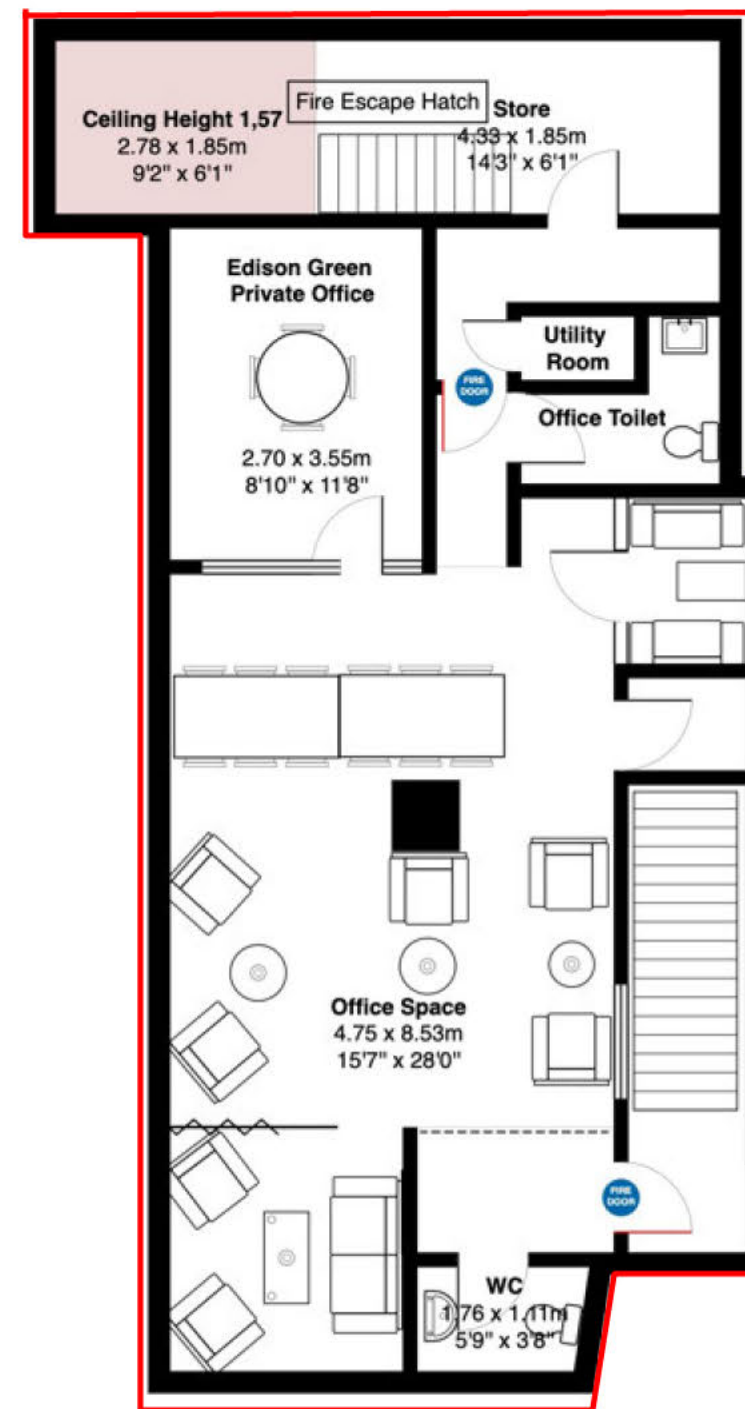 Fire Escape Hatch
Ceiling Height 1,57
2.78 x 1.85m
9'2" x 6'1"
Store
4.33 x 1.85m
14'3" x 6'1"
Edison Green
Private Office
2.70 x 3.55m
8'10" x 11'8"
Utility
Room
FIRE
DOOR
Office Toilet
Office Space
4.75 x 8.53m
15'7" x 28'0"
FIRE
DOOR
WC
1.76 x 1.11m
5'9" x 3'8"